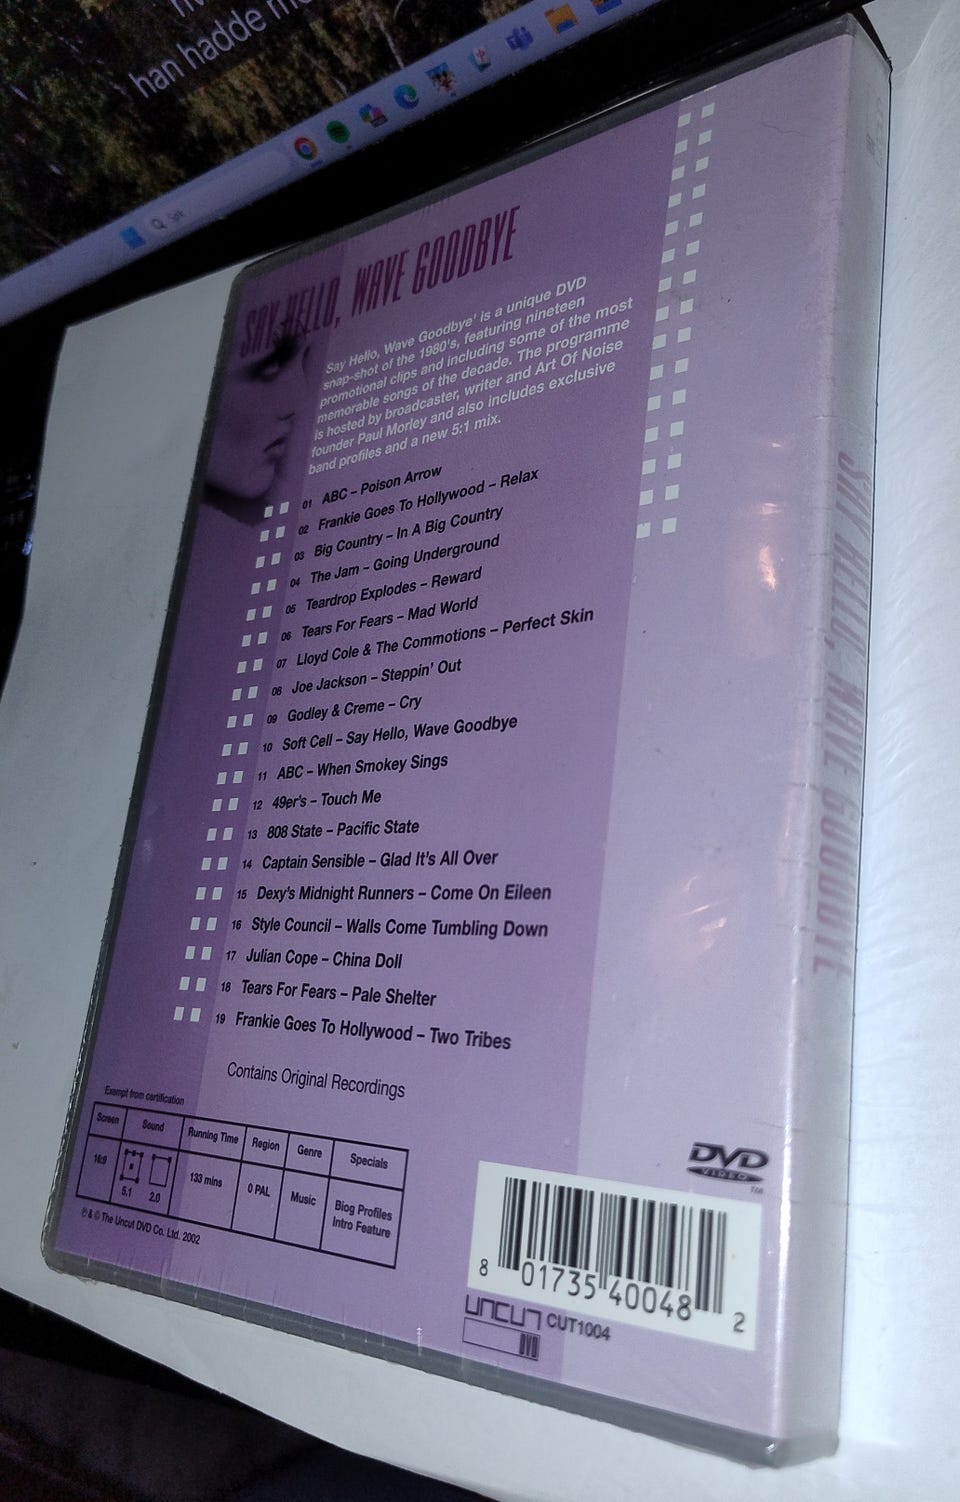 han hadde
SAY HELLO, WAVE GOODBYE
Say Hello, Wave Goodbye' is a unique DVD
snap-shot of the 1980's, featuring nineteen
promotional clips and including some of the most
memorable songs of the decade. The programme
is hosted by broadcaster, writer and Art Of Noise
founder Paul Morley and also includes exclusive
band profiles and a new 5:1 mix.
01 ABC – Poison Arrow
02 Frankie Goes To Hollywood – Relax
03 Big Country – In A Big Country
04 The Jam – Going Underground
05 Teardrop Explodes – Reward
06 Tears For Fears – Mad World
07 Lloyd Cole & The Commotions – Perfect Skin
08 Joe Jackson – Steppin' Out
09 Godley & Creme – Cry
10 Soft Cell – Say Hello, Wave Goodbye
11 ABC – When Smokey Sings
12 49er's – Touch Me
13 808 State – Pacific State
14 Captain Sensible – Glad It's All Over
15 Dexy's Midnight Runners – Come On Eileen
16 Style Council – Walls Come Tumbling Down
17 Julian Cope – China Doll
18 Tears For Fears – Pale Shelter
19 Frankie Goes To Hollywood – Two Tribes
Contains Original Recordings
Exempt from certification
Screen Sound Running Time Region Genre Specials
16:9 5.1 2.0 133 mins 0 PAL Music Biog Profiles
Intro Feature
℗ & © The Uncut DVD Co. Ltd. 2002
DVD
VIDEO
TM
8 01735 40048 2
UNCUT CUT1004
DVD
SAY HELLO, WAVE GOODBYE